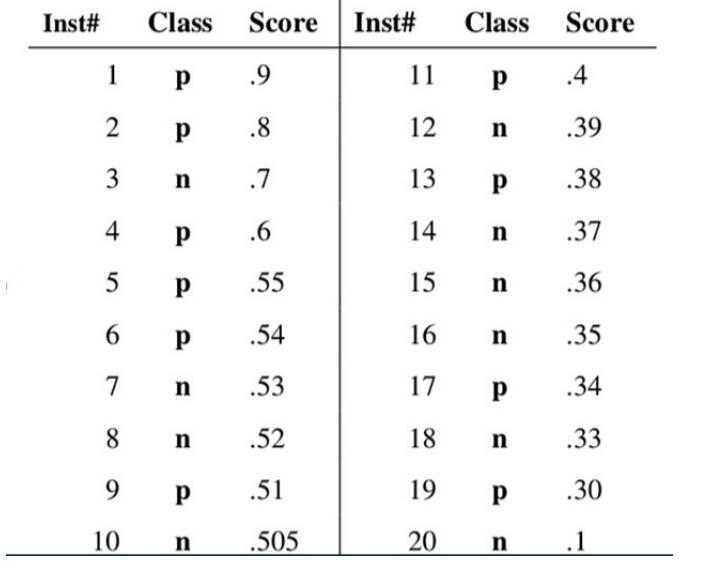 Inst# Class Score Inst# Class Score
1 p .9 11 p .4
2 p .8 12 n .39
3 n .7 13 p .38
4 p .6 14 n .37
5 p .55 15 n .36
6 p .54 16 n .35
7 n .53 17 p .34
8 n .52 18 n .33
9 p .51 19 p .30
10 n .505 20 n .1